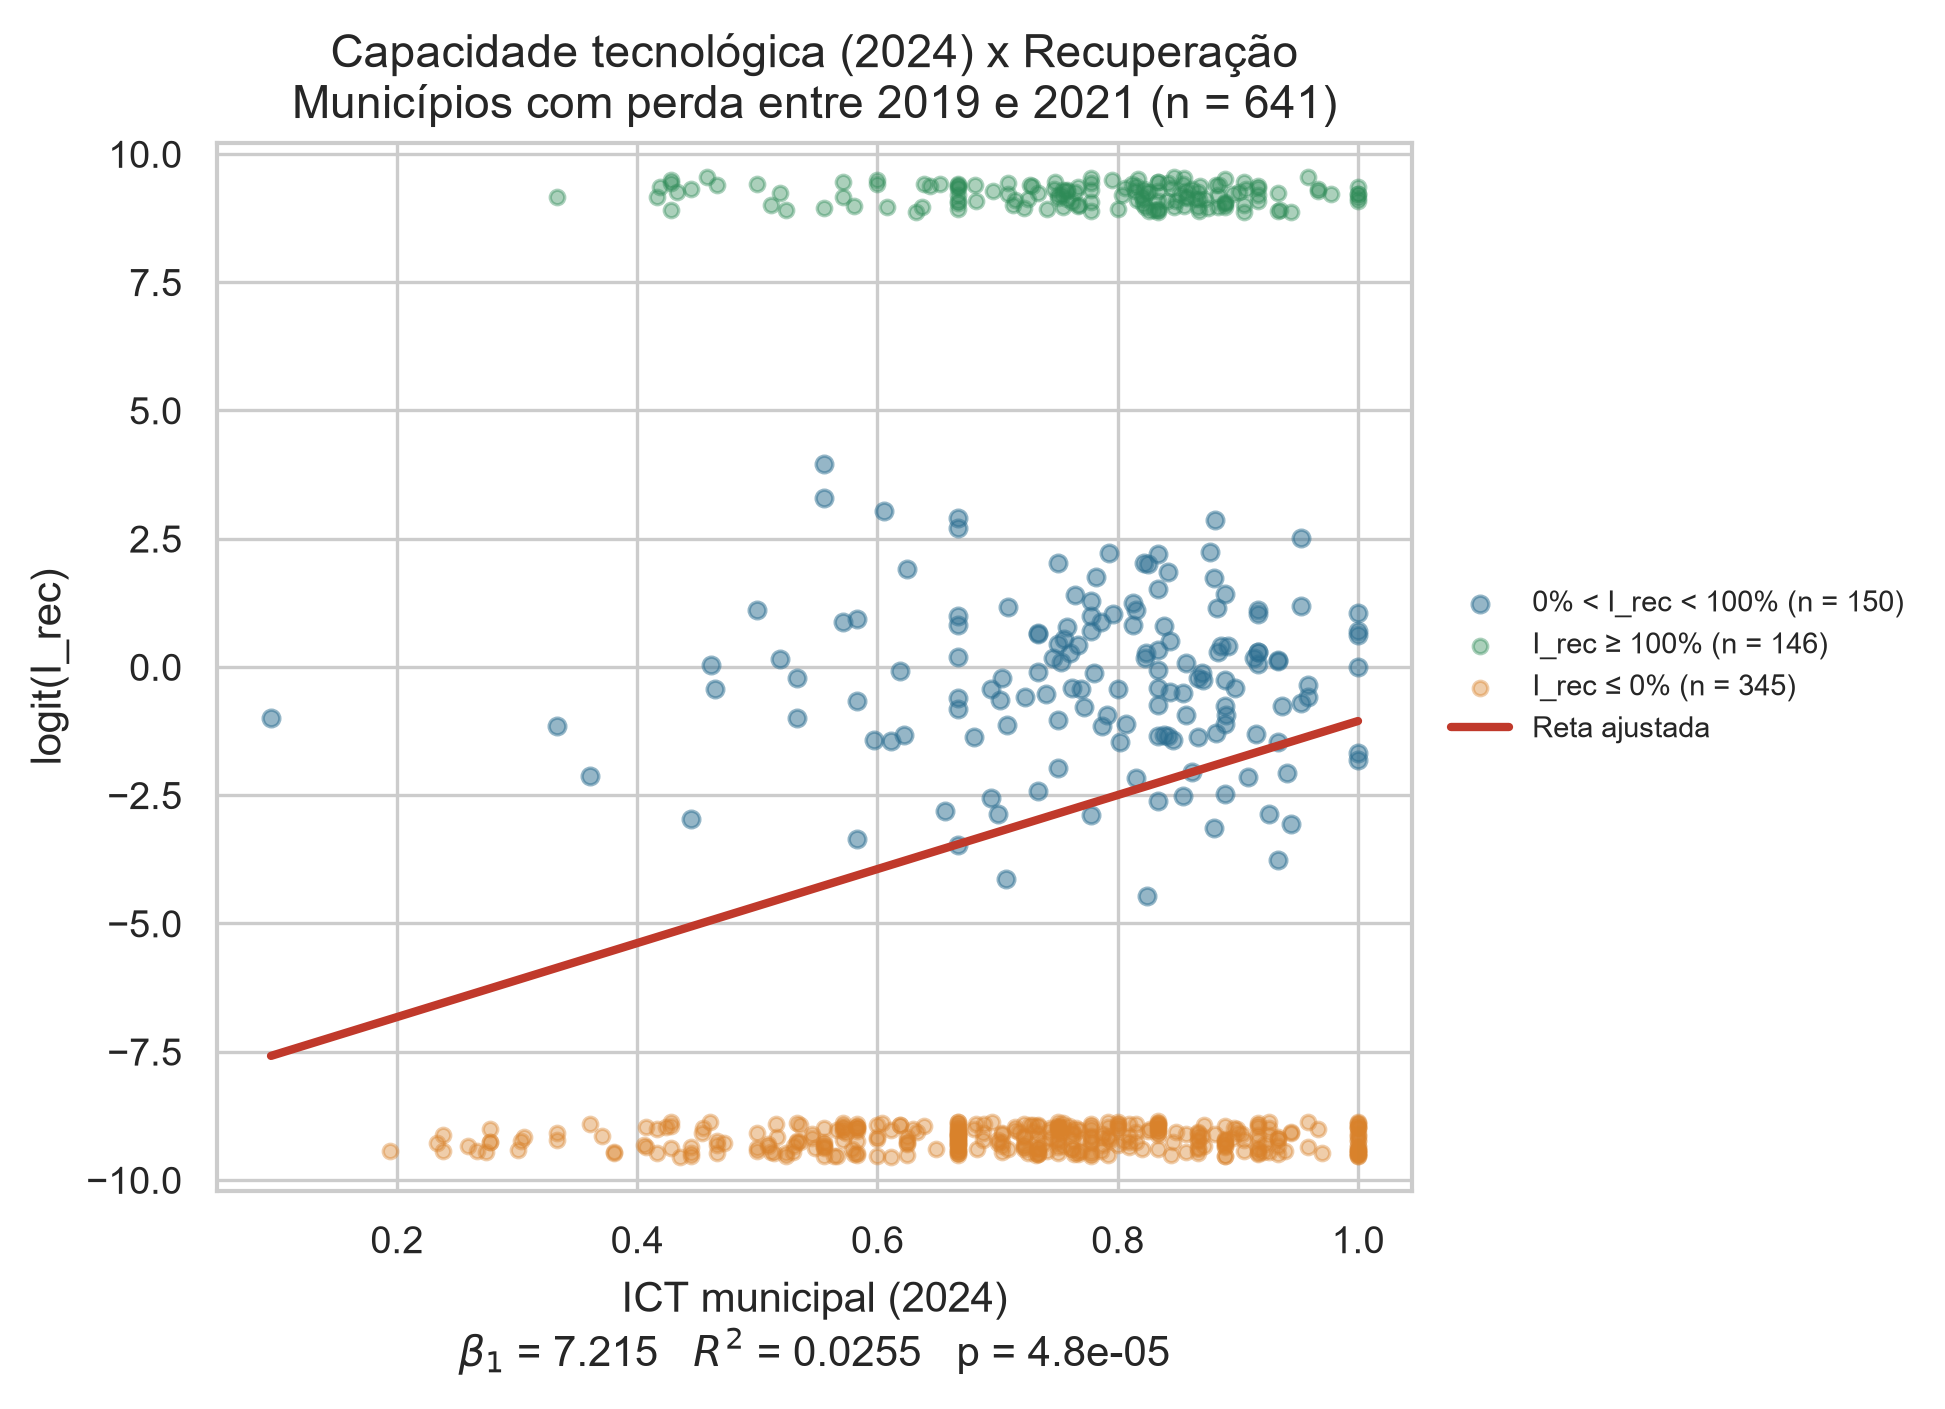 Capacidade tecnológica (2024) x Recuperação
Municípios com perda entre 2019 e 2021 (n = 641)
10.0
7.5
5.0
2.5
0.0
−2.5
−5.0
−7.5
−10.0
logit(I_rec)
0% < I_rec < 100% (n = 150)
I_rec ≥ 100% (n = 146)
I_rec ≤ 0% (n = 345)
Reta ajustada
0.2 0.4 0.6 0.8 1.0
ICT municipal (2024)
β₁ = 7.215 R² = 0.0255 p = 4.8e-05